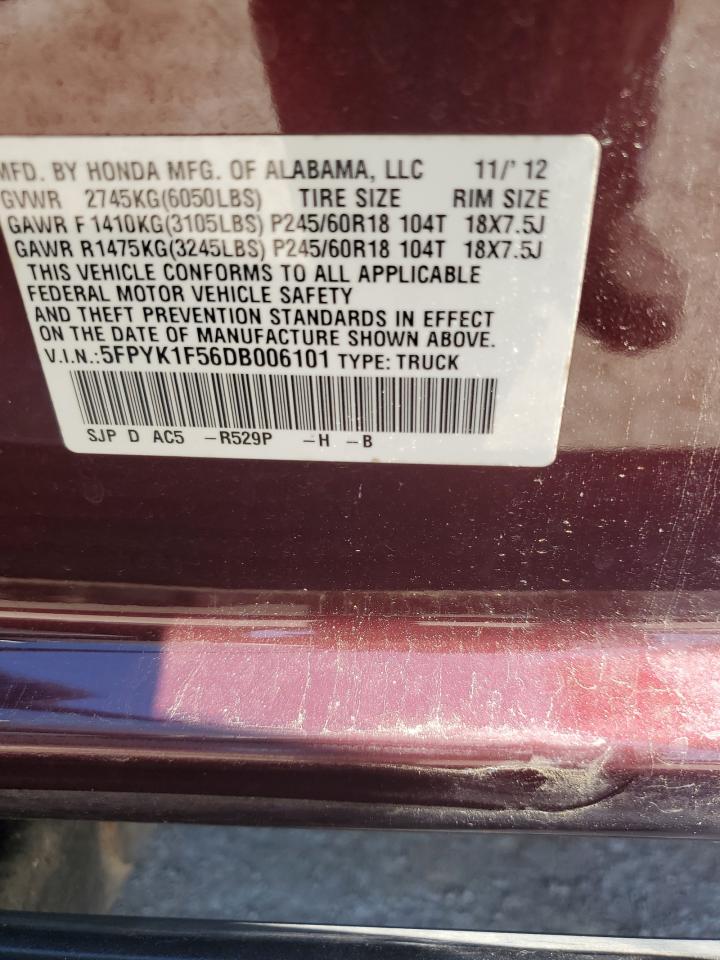 MFD. BY HONDA MFG. OF ALABAMA, LLC 11/' 12
GVWR 2745KG(6050LBS) TIRE SIZE RIM SIZE
GAWR F 1410KG(3105LBS) P245/60R18 104T 18X7.5J
GAWR R1475KG(3245LBS) P245/60R18 104T 18X7.5J
THIS VEHICLE CONFORMS TO ALL APPLICABLE
FEDERAL MOTOR VEHICLE SAFETY
AND THEFT PREVENTION STANDARDS IN EFFECT
ON THE DATE OF MANUFACTURE SHOWN ABOVE.
V.I.N.:5FPYK1F56DB006101 TYPE: TRUCK
SJP D AC5 -R529P -H -B